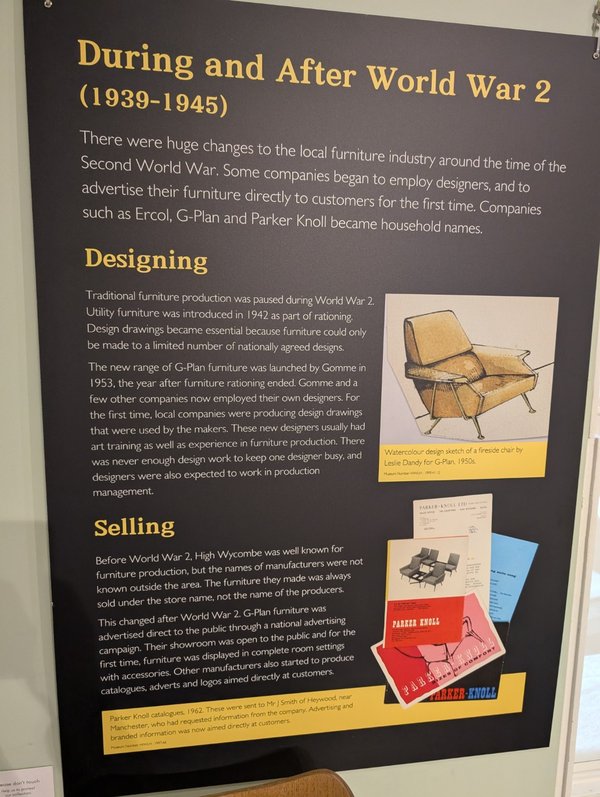 During and After World War 2
(1939-1945)
There were huge changes to the local furniture industry around the time of the
Second World War. Some companies began to employ designers, and to
advertise their furniture directly to customers for the first time. Companies
such as Ercol, G-Plan and Parker Knoll became household names.
Designing
Traditional furniture production was paused during World War 2.
Utility furniture was introduced in 1942 as part of rationing.
Design drawings became essential because furniture could only
be made to a limited number of nationally agreed designs.
The new range of G-Plan furniture was launched by Gomme in
1953, the year after furniture rationing ended. Gomme and a
few other companies now employed their own designers. For
the first time, local companies were producing design drawings
that were used by the makers. These new designers usually had
art training as well as experience in furniture production. There
was never enough design work to keep one designer busy, and
designers were also expected to work in production
management.
Watercolour design sketch of a fireside chair by
Leslie Dandy for G-Plan, 1950s.
Museum Number
Selling
Before World War 2, High Wycombe was well known for
furniture production, but the names of manufacturers were not
known outside the area. The furniture they made was always
sold under the store name, not the name of the producers.
This changed after World War 2. G-Plan furniture was
advertised direct to the public through a national advertising
campaign. Their showroom was open to the public and for the
first time, furniture was displayed in complete room settings
with accessories. Other manufacturers also started to produce
catalogues, adverts and logos aimed directly at customers.
PARKER-KNOLL LTD
PARKER KNOLL
PARKER KNOLL
OF COMFORT
PARKER-KNOLL
Parker Knoll catalogues, 1962. These were sent to Mr J Smith of Heywood, near
Manchester, who had requested information from the company. Advertising and
branded information was now aimed directly at customers.
Museum Number
don't touch